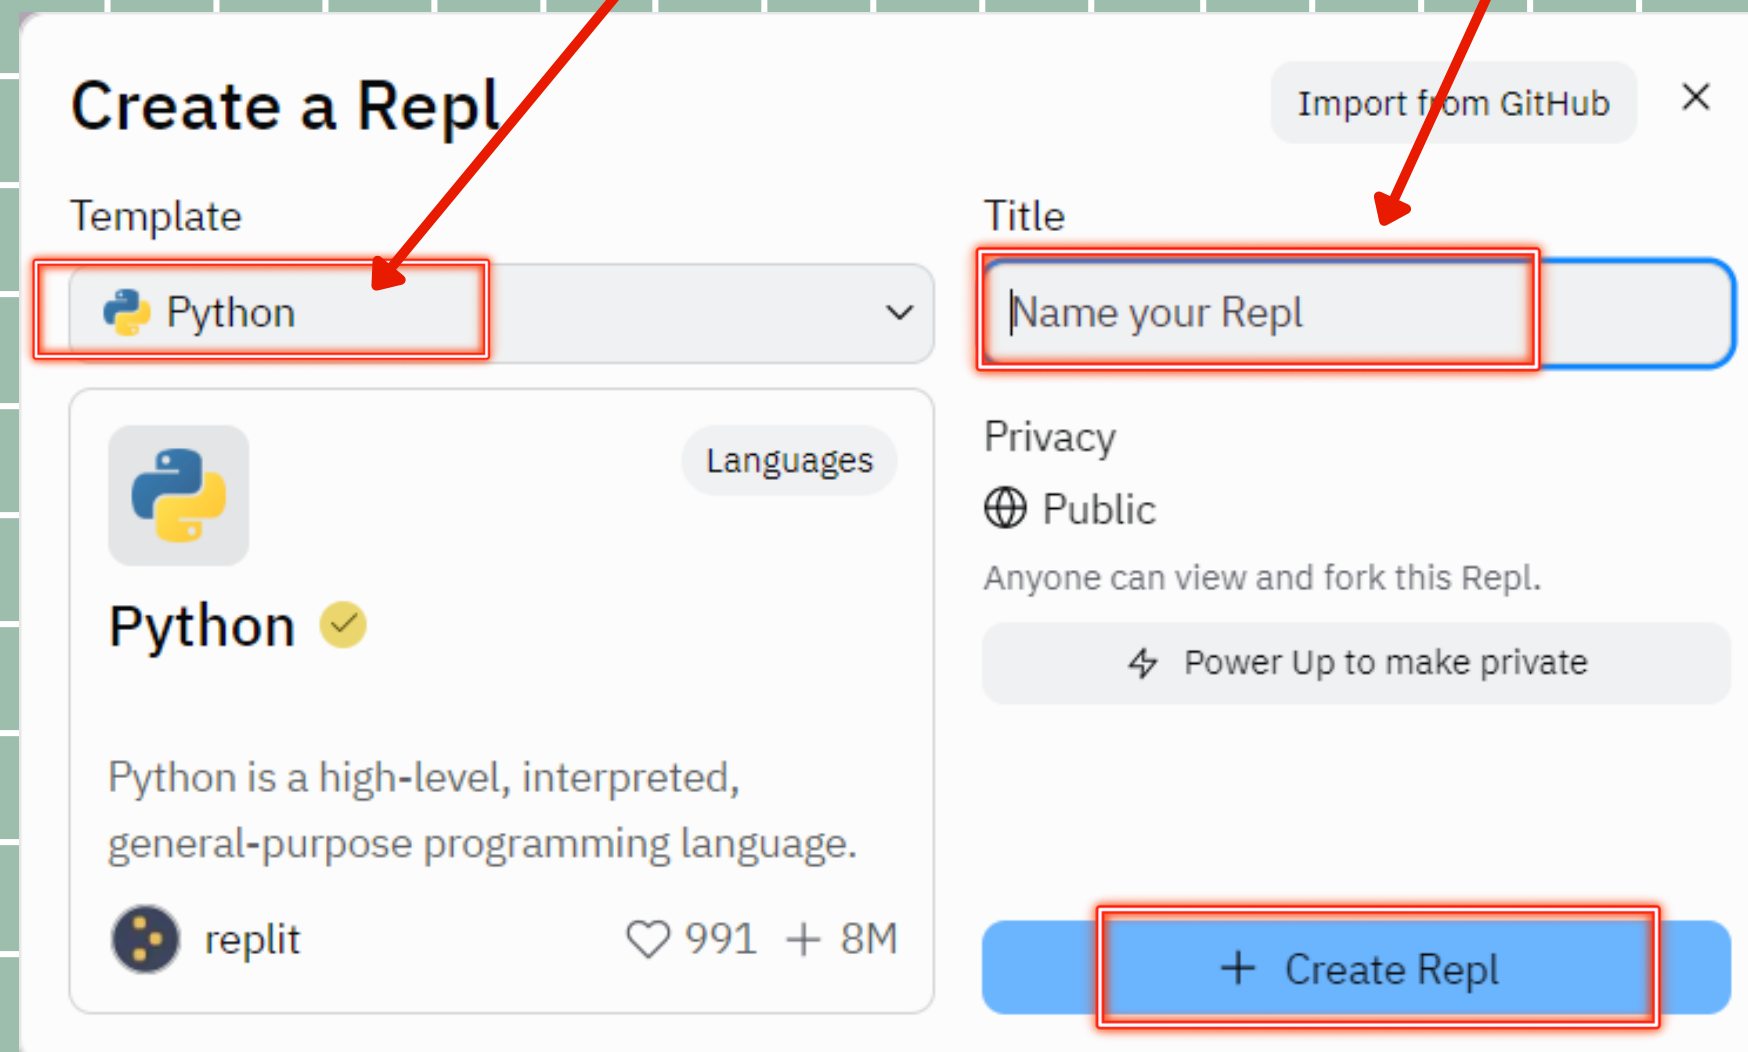 Create a Repl
Import from GitHub
Template
Python
Languages
Python
Python is a high-level, interpreted,
general-purpose programming language.
replit
991
8M
Title
Name your Repl
Privacy
Public
Anyone can view and fork this Repl.
Power Up to make private
+ Create Repl